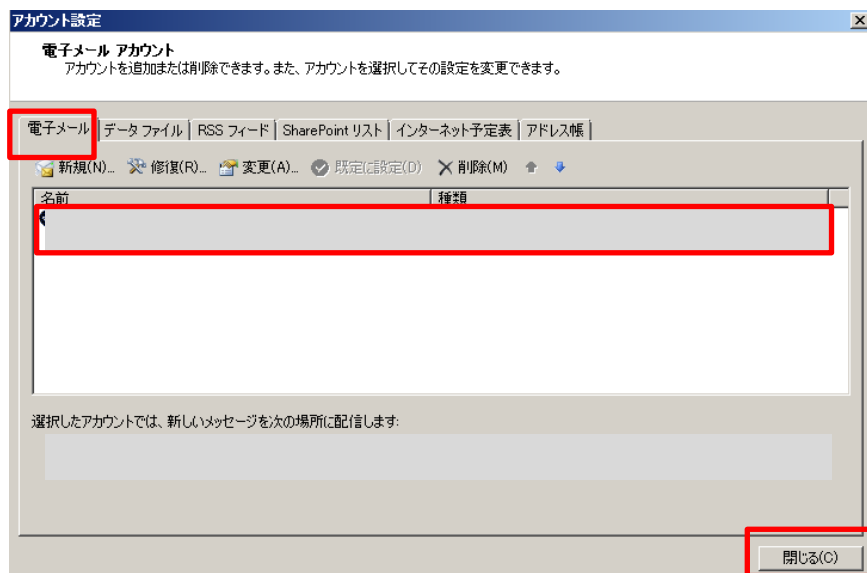 アカウント設定
電子メール アカウント
アカウントを追加または削除できます。また、アカウントを選択してその設定を変更できます。
電子メール データ ファイル RSS フィード SharePoint リスト インターネット予定表 アドレス帳
新規(N)... 修復(R)... 変更(A)... 既定に設定(D) 削除(M)
名前 種類
選択したアカウントでは、新しいメッセージを次の場所に配信します:
閉じる(C)